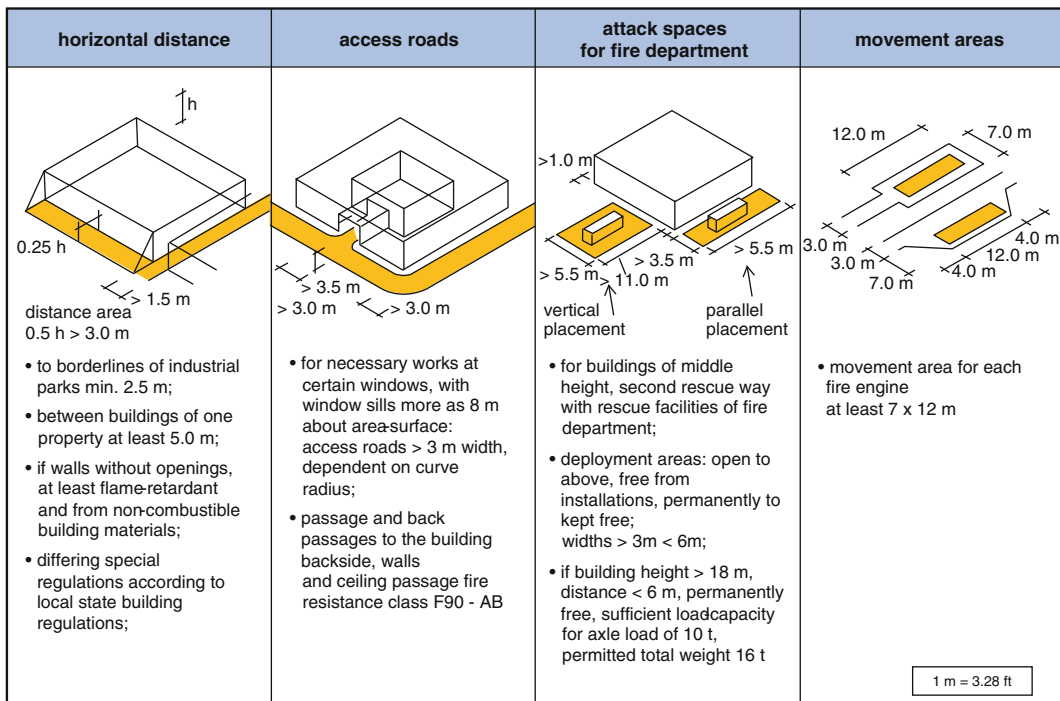 horizontal distance
access roads
attack spaces
for fire department
movement areas
h
0.25 h
> 1.5 m
distance area
0.5 h > 3.0 m
• to borderlines of industrial
parks min. 2.5 m;
• between buildings of one
property at least 5.0 m;
• if walls without openings,
at least flame-retardant
and from non-combustible
building materials;
• differing special
regulations according to
local state building
regulations;
> 3.5 m
> 3.0 m
> 3.0 m
• for necessary works at
certain windows, with
window sills more as 8 m
about area-surface:
access roads > 3 m width,
dependent on curve
radius;
• passage and back
passages to the building
backside, walls
and ceiling passage fire
resistance class F90 - AB
>1.0 m
> 3.5 m
> 5.5 m
> 5.5 m
> 11.0 m
vertical
placement
parallel
placement
• for buildings of middle
height, second rescue way
with rescue facilities of fire
department;
• deployment areas: open to
above, free from
installations, permanently to
kept free;
widths > 3m < 6m;
• if building height > 18 m,
distance < 6 m, permanently
free, sufficient load-capacity
for axle load of 10 t,
permitted total weight 16 t
12.0 m
7.0 m
3.0 m
3.0 m
7.0 m
4.0 m
12.0 m
4.0 m
• movement area for each
fire engine
at least 7 x 12 m
1 m = 3.28 ft